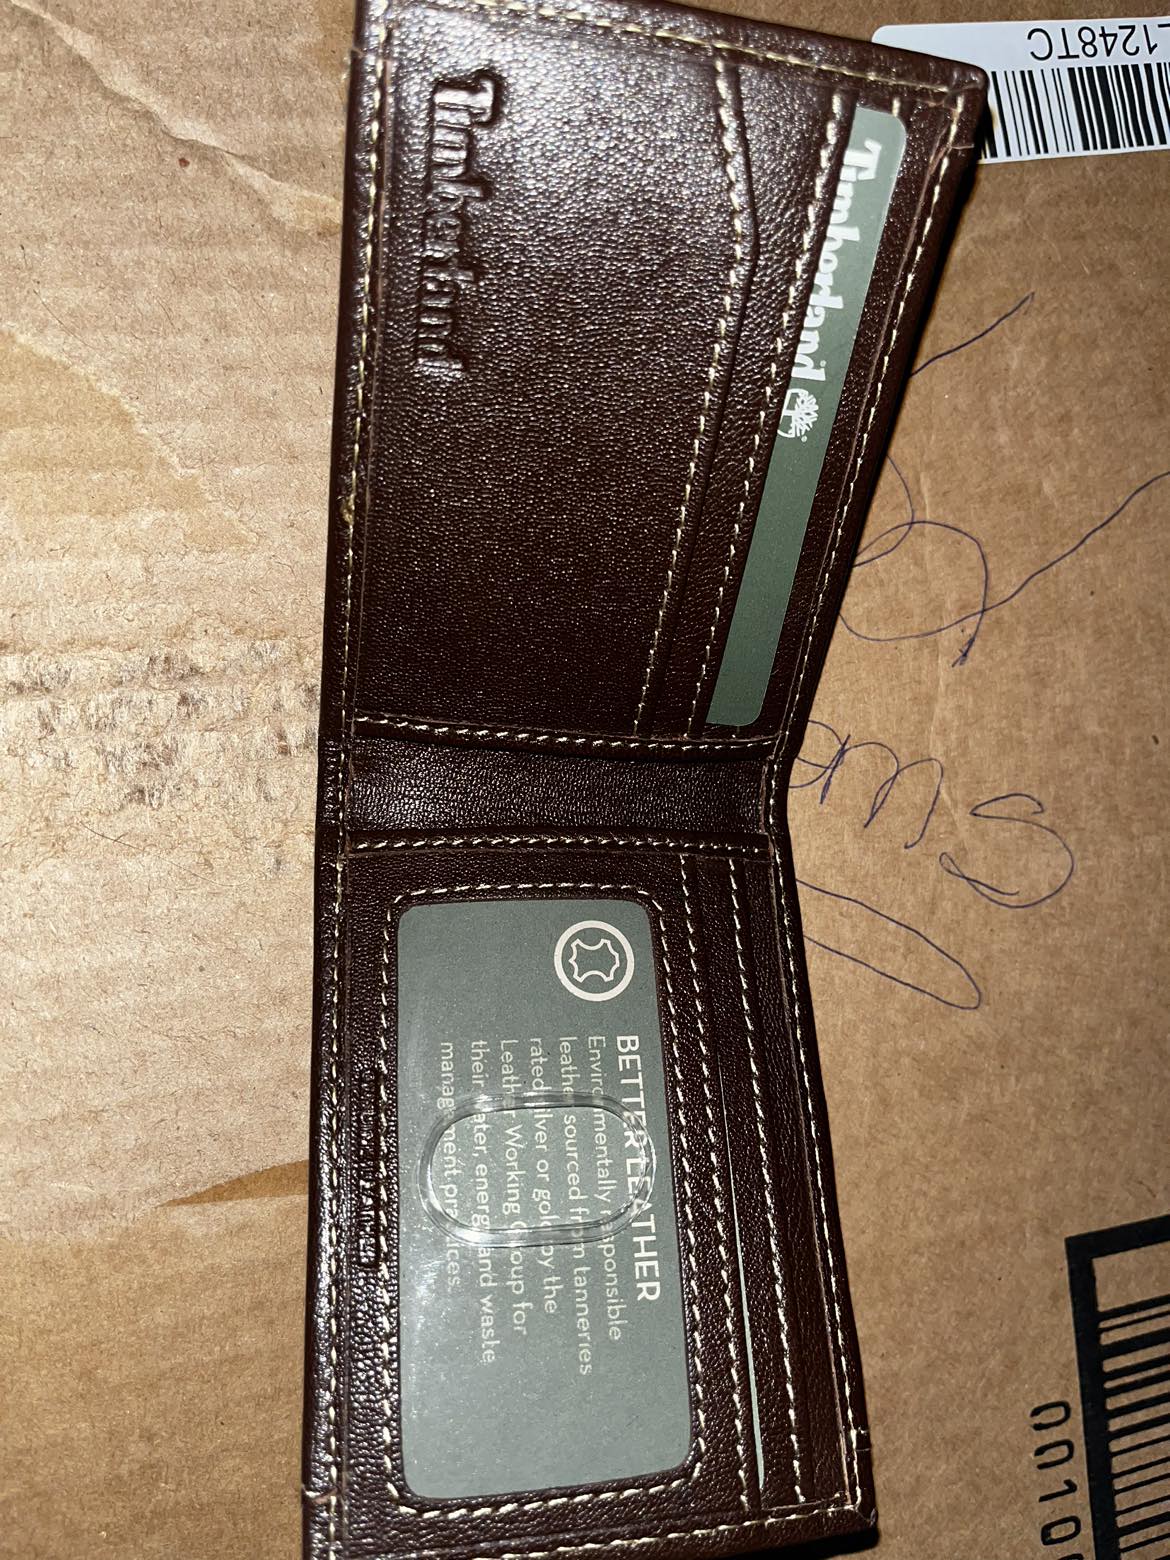 Timberland
Timberland
BETTER LEATHER
Environmentally responsible
leather sourced from tanneries
rated silver or gold by the
Leather Working Group for
their water, energy and waste
management practices.
1248TC
0010